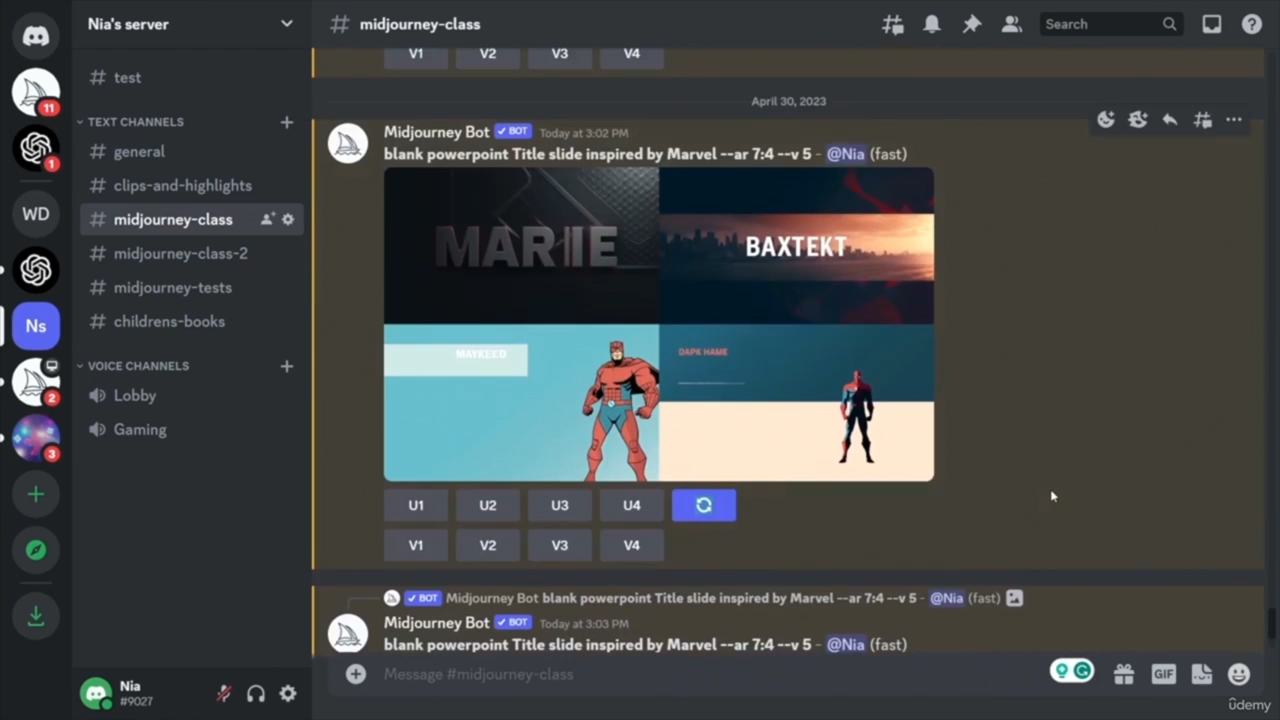 Nia's server
midjourney-class
Search
V1 V2 V3 V4
test
April 30, 2023
11
TEXT CHANNELS
Midjourney Bot ✔ BOT Today at 3:02 PM
general
blank powerpoint Title slide inspired by Marvel --ar 7:4 --v 5 - @Nia (fast)
1
clips-and-highlights
WD
midjourney-class
MARIIE
BAXTEKT
midjourney-class-2
midjourney-tests
Ns
childrens-books
MAYKEED
DAPK HAME
VOICE CHANNELS
2
Lobby
Gaming
3
U1 U2 U3 U4
V1 V2 V3 V4
✔ BOT Midjourney Bot blank powerpoint Title slide inspired by Marvel --ar 7:4 --v 5 - @Nia (fast)
Midjourney Bot ✔ BOT Today at 3:03 PM
blank powerpoint Title slide inspired by Marvel --ar 7:4 --v 5 - @Nia (fast)
Message #midjourney-class
GIF
Nia
#9027
ûdemy